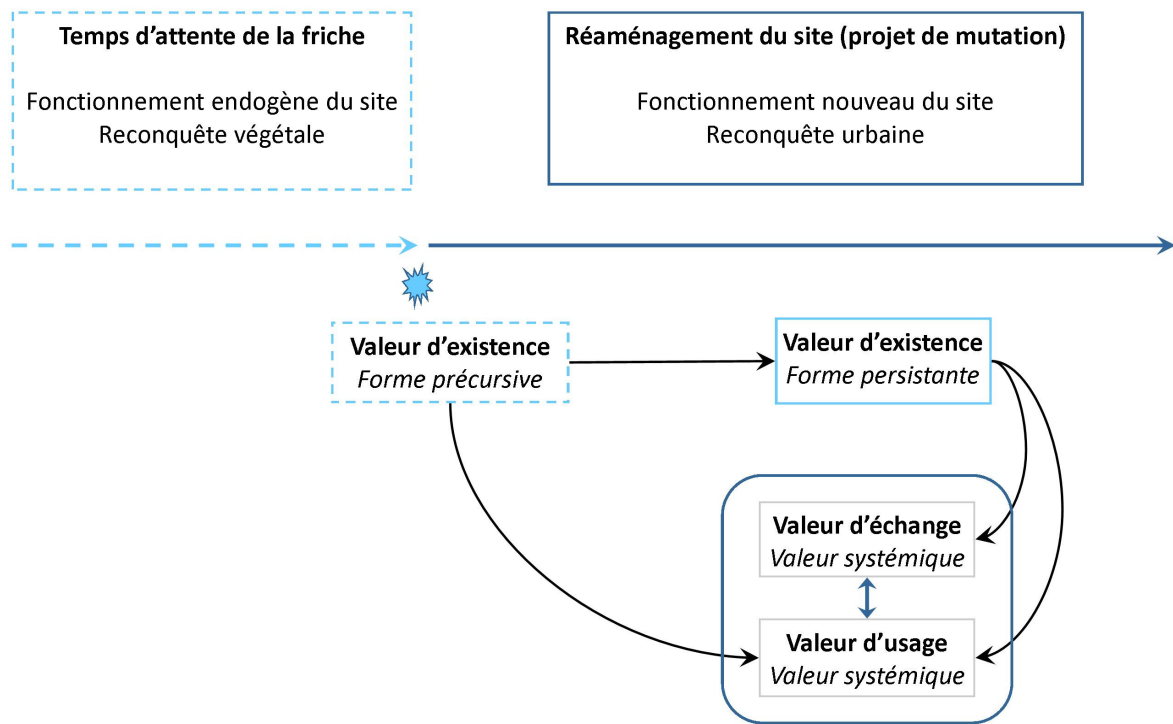 Temps d’attente de la friche
Fonctionnement endogène du site
Reconquête végétale
Réaménagement du site (projet de mutation)
Fonctionnement nouveau du site
Reconquête urbaine
Valeur d’existence
Forme précursive
Valeur d’existence
Forme persistante
Valeur d’échange
Valeur systémique
Valeur d’usage
Valeur systémique